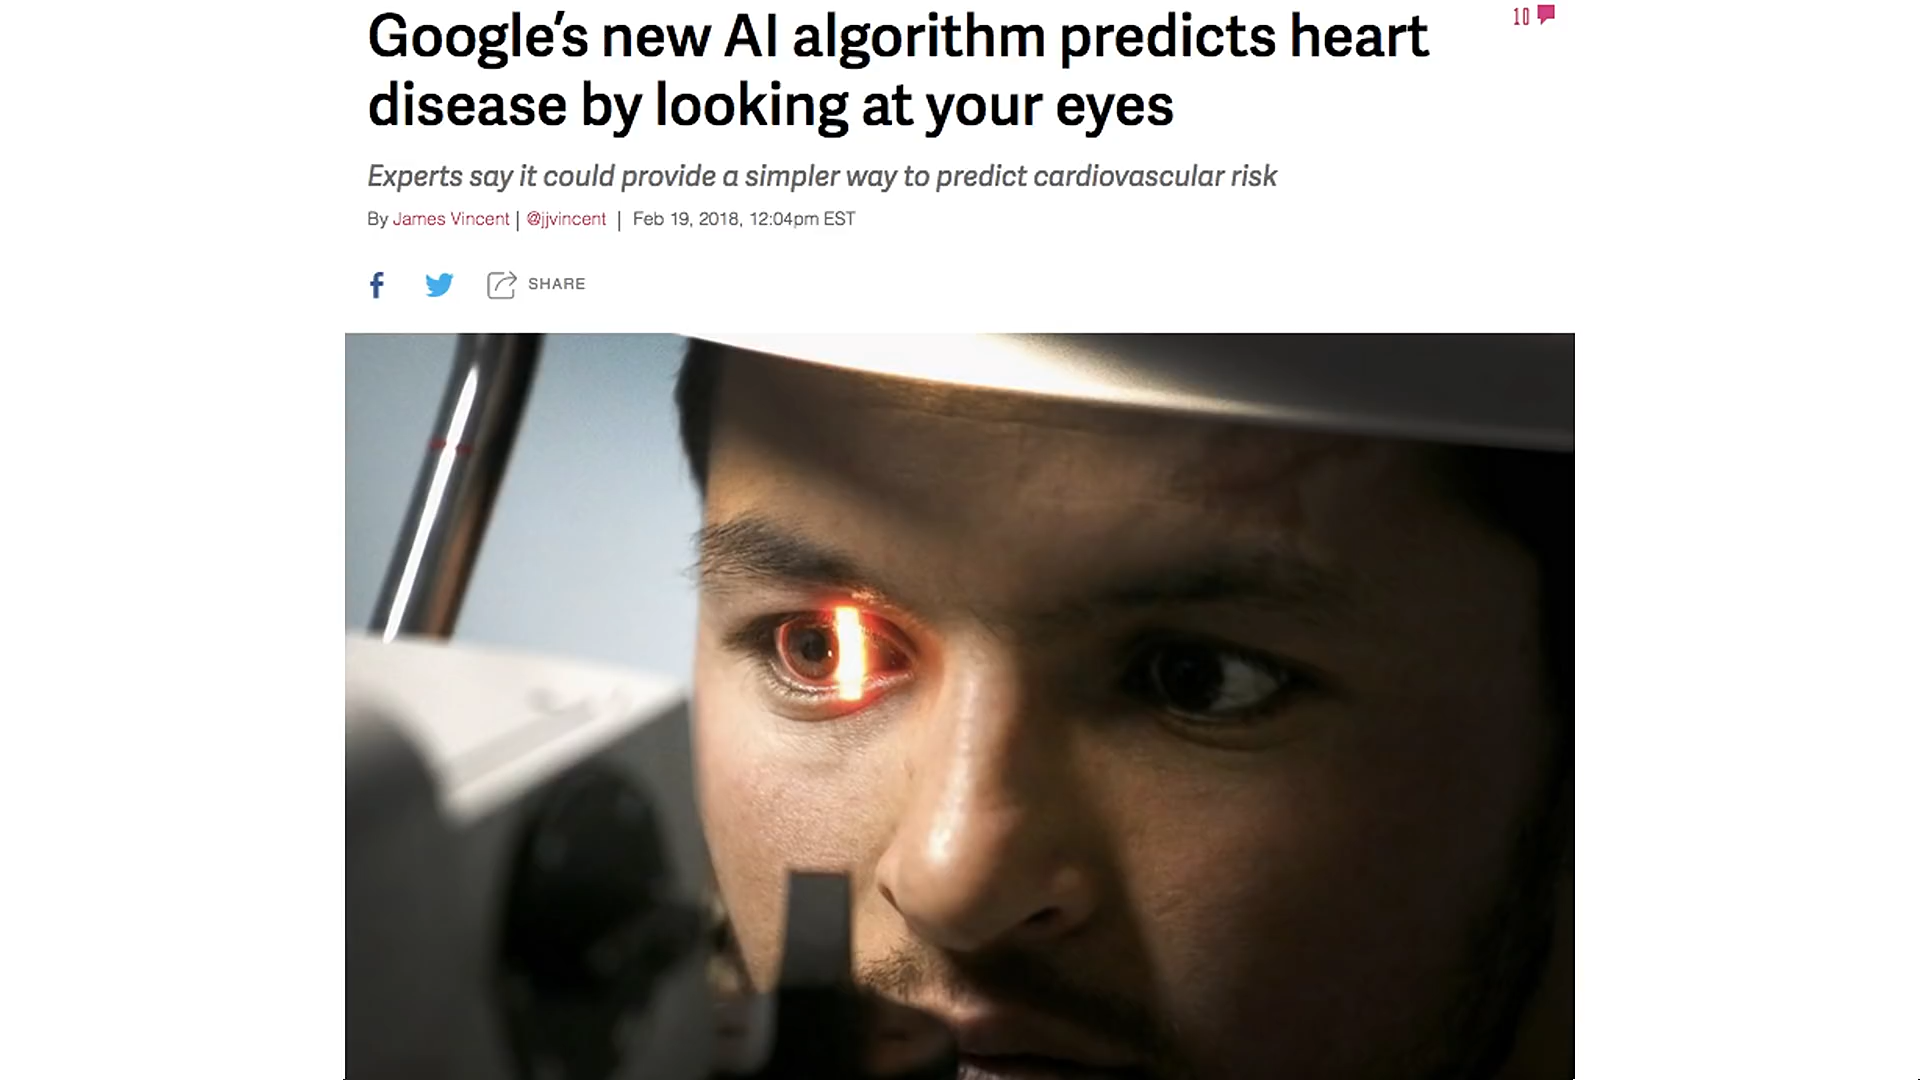 Google's new AI algorithm predicts heart
10
disease by looking at your eyes
Experts say it could provide a simpler way to predict cardiovascular risk
By James Vincent | @jjvincent | Feb 19, 2018, 12:04pm EST
f SHARE